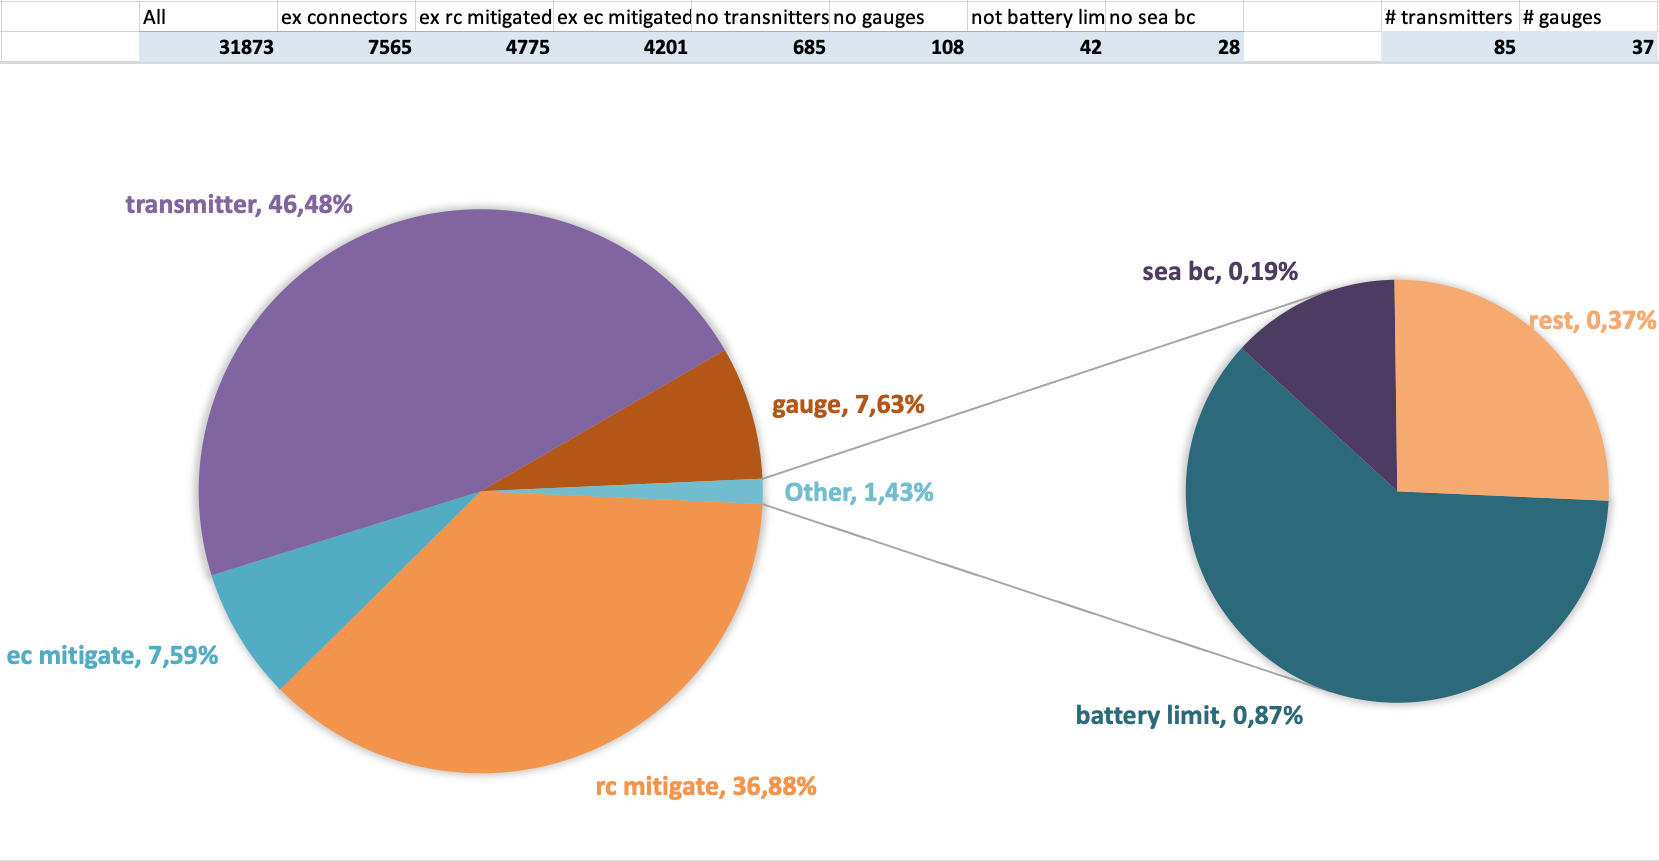 All ex connectors ex rc mitigated ex ec mitigated no transnitters no gauges not battery lim no sea bc # transmitters # gauges
31873 7565 4775 4201 685 108 42 28 85 37
transmitter, 46,48%
sea bc, 0,19%
rest, 0,37%
gauge, 7,63%
Other, 1,43%
ec mitigate, 7,59%
battery limit, 0,87%
rc mitigate, 36,88%